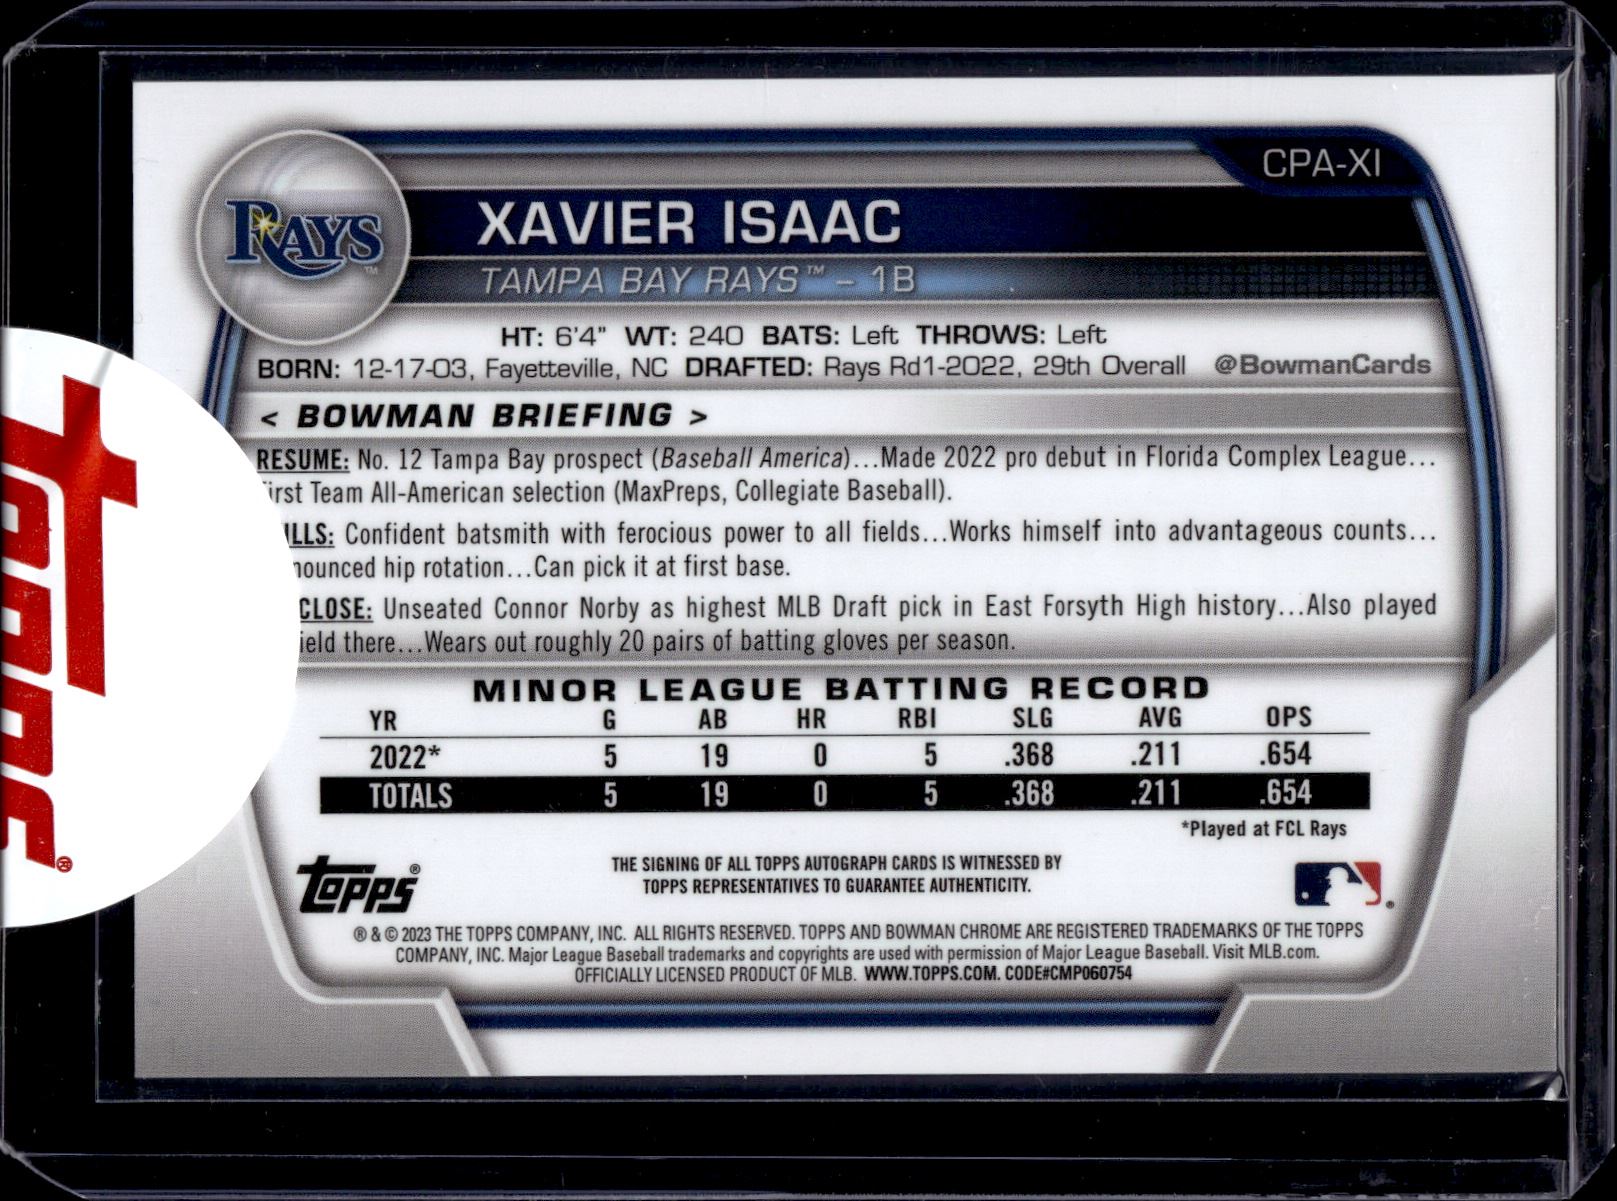 CPA-XI
RAYS™
XAVIER ISAAC
TAMPA BAY RAYS™ – 1B
HT: 6'4" WT: 240 BATS: Left THROWS: Left
BORN: 12-17-03, Fayetteville, NC DRAFTED: Rays Rd1-2022, 29th Overall @BowmanCards
< BOWMAN BRIEFING >
RESUME: No. 12 Tampa Bay prospect (Baseball America)...Made 2022 pro debut in Florida Complex League...
irst Team All-American selection (MaxPreps, Collegiate Baseball).
LLS: Confident batsmith with ferocious power to all fields...Works himself into advantageous counts...
nounced hip rotation...Can pick it at first base.
CLOSE: Unseated Connor Norby as highest MLB Draft pick in East Forsyth High history...Also played
ield there...Wears out roughly 20 pairs of batting gloves per season.
MINOR LEAGUE BATTING RECORD
YR G AB HR RBI SLG AVG OPS
2022* 5 19 0 5 .368 .211 .654
TOTALS 5 19 0 5 .368 .211 .654
*Played at FCL Rays
topps®
THE SIGNING OF ALL TOPPS AUTOGRAPH CARDS IS WITNESSED BY
TOPPS REPRESENTATIVES TO GUARANTEE AUTHENTICITY.
® & © 2023 THE TOPPS COMPANY, INC. ALL RIGHTS RESERVED. TOPPS AND BOWMAN CHROME ARE REGISTERED TRADEMARKS OF THE TOPPS
COMPANY, INC. Major League Baseball trademarks and copyrights are used with permission of Major League Baseball. Visit MLB.com.
OFFICIALLY LICENSED PRODUCT OF MLB. WWW.TOPPS.COM. CODE#CMP060754